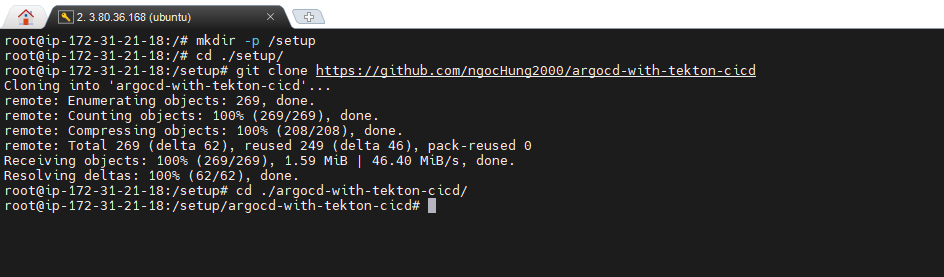 2. 3.80.36.168 (ubuntu)
root@ip-172-31-21-18:/# mkdir -p /setup
root@ip-172-31-21-18:/# cd ./setup/
root@ip-172-31-21-18:/setup# git clone https://github.com/ngocHung2000/argocd-with-tekton-cicd
Cloning into 'argocd-with-tekton-cicd'...
remote: Enumerating objects: 269, done.
remote: Counting objects: 100% (269/269), done.
remote: Compressing objects: 100% (208/208), done.
remote: Total 269 (delta 62), reused 249 (delta 46), pack-reused 0
Receiving objects: 100% (269/269), 1.59 MiB | 46.40 MiB/s, done.
Resolving deltas: 100% (62/62), done.
root@ip-172-31-21-18:/setup# cd ./argocd-with-tekton-cicd/
root@ip-172-31-21-18:/setup/argocd-with-tekton-cicd#